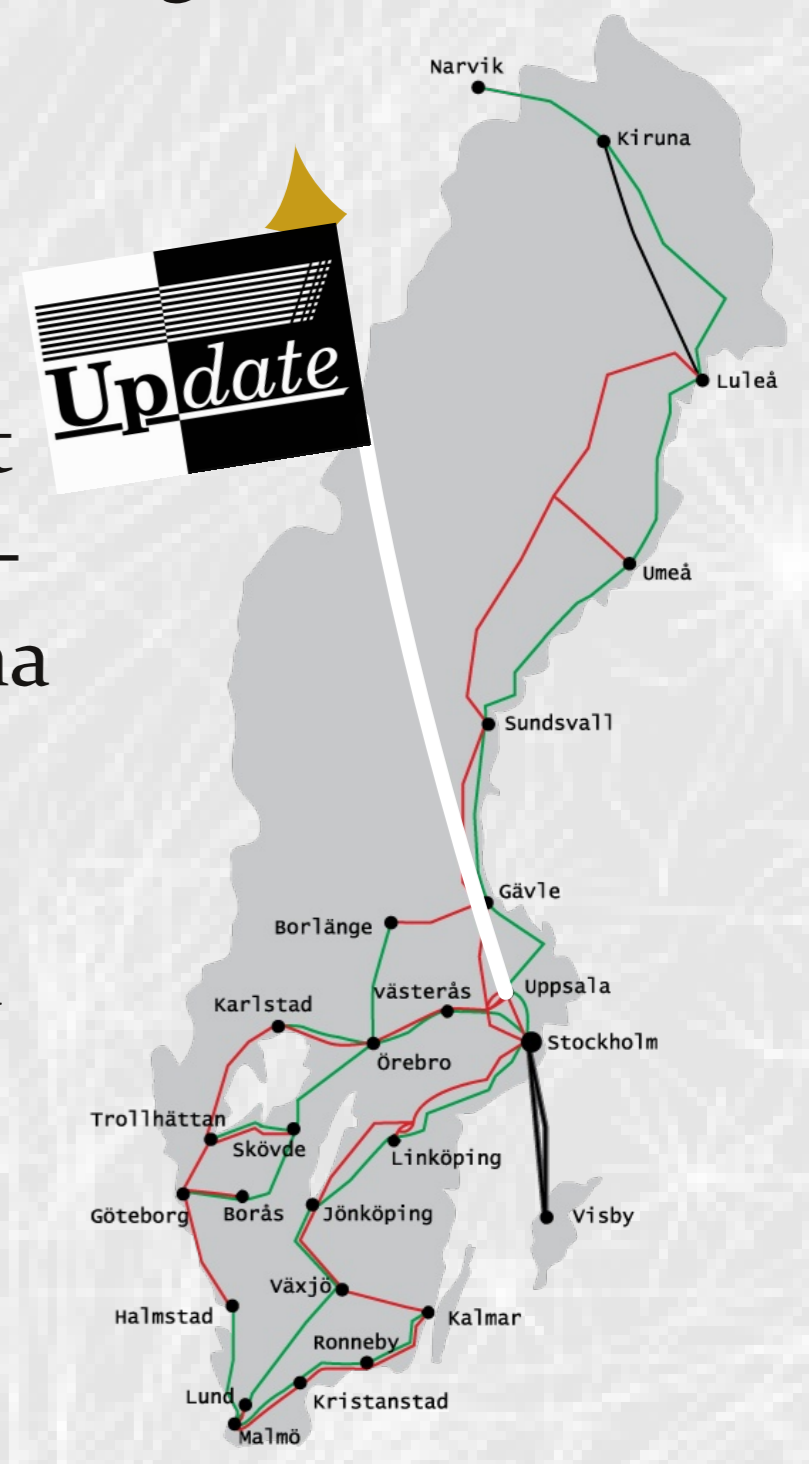 Narvik
Kiruna
Update
Luleå
t
-
na
Umeå
Sundsvall
Gävle
Borlänge
Uppsala
västerås
Karlstad
Stockholm
Örebro
Trollhättan
Skövde
Linköping
Göteborg
Borås
Jönköping
Visby
Växjö
Halmstad
Kalmar
Ronneby
Lund
Kristanstad
Malmö